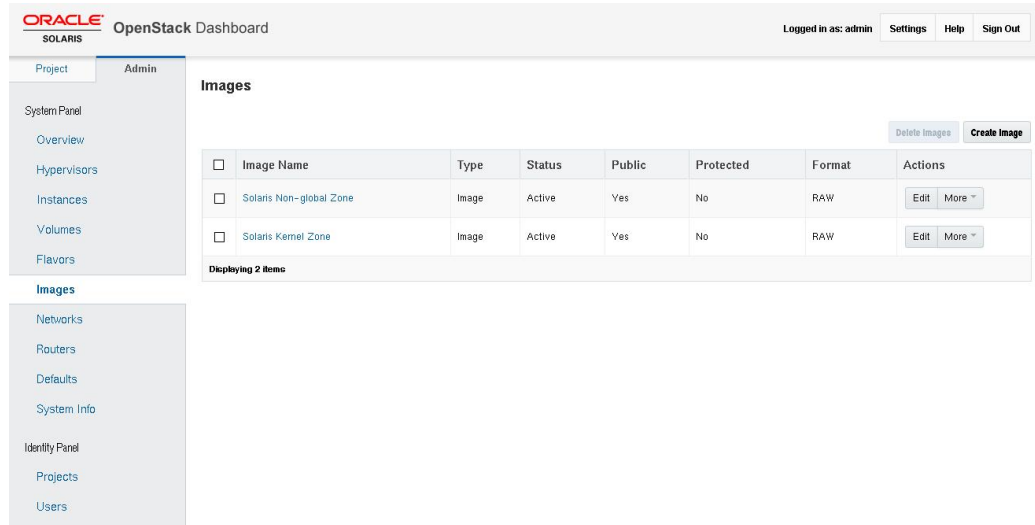 ORACLE
SOLARIS
OpenStack Dashboard
Logged in as: admin Settings Help Sign Out
Project Admin
Images
System Panel
Overview
Hypervisors
Instances
Volumes
Flavors
Images
Networks
Routers
Defaults
System Info
Identity Panel
Projects
Users
Delete Images Create Image
Image Name Type Status Public Protected Format Actions
Solaris Non-global Zone Image Active Yes No RAW Edit More
Solaris Kernel Zone Image Active Yes No RAW Edit More
Displaying 2 items